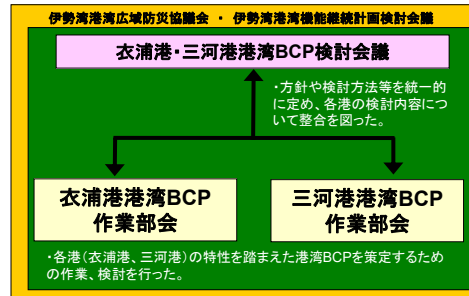 伊勢湾港湾広域防災協議会 ・ 伊勢湾港湾機能継続計画検討会議
衣浦港・三河港港湾BCP検討会議
・方針や検討方法等を統一的
に定め、各港の検討内容につ
いて整合を図った。
衣浦港港湾BCP
作業部会
三河港港湾BCP
作業部会
・各港（衣浦港、三河港）の特性を踏まえた港湾BCPを策定するため
の作業、検討を行った。